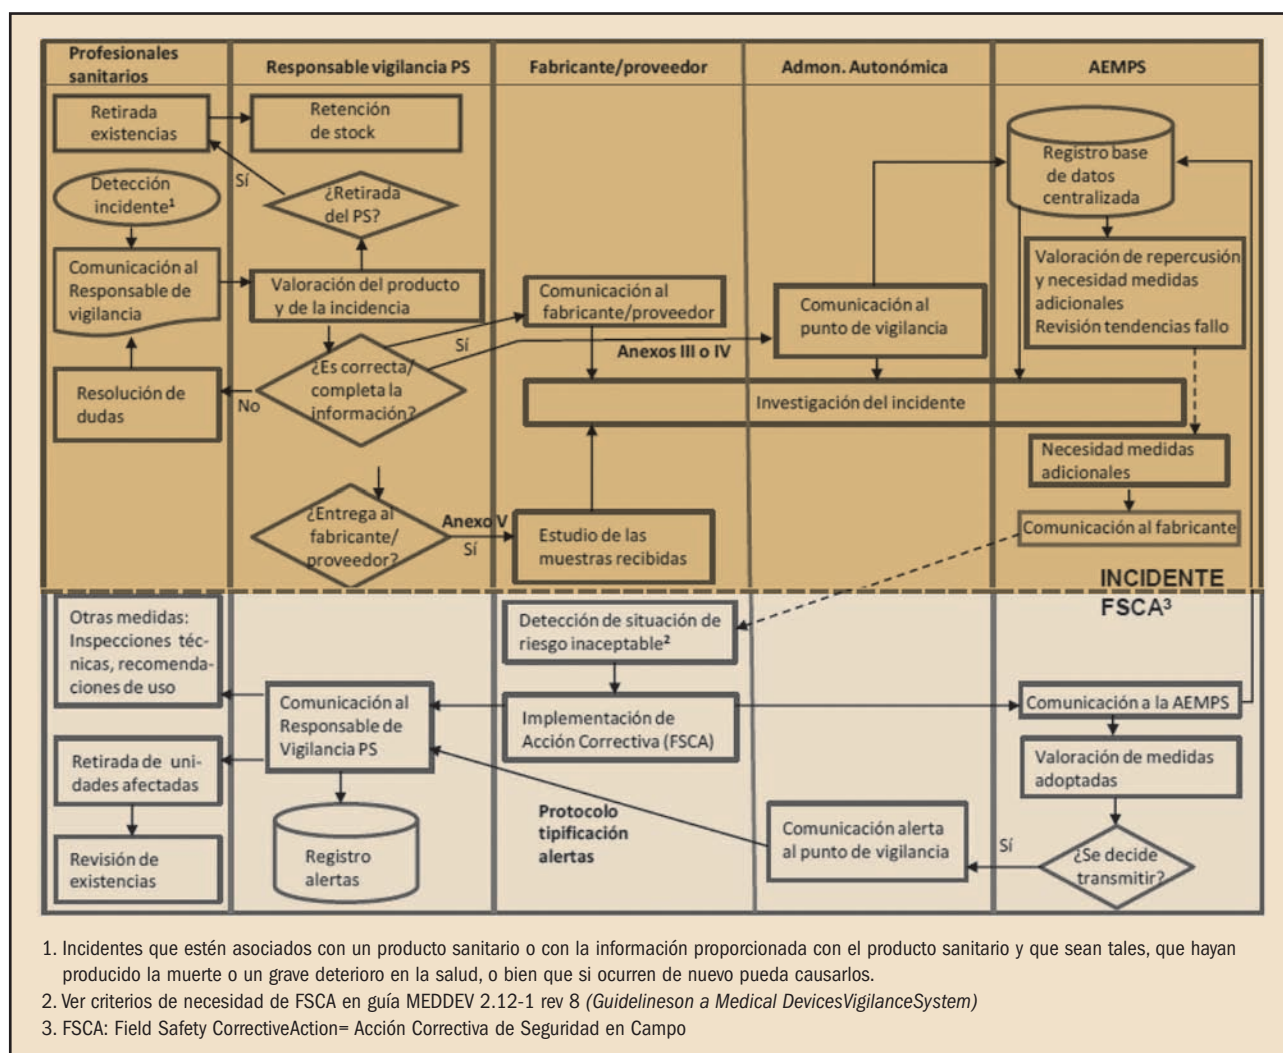 Profesionales
sanitarios
Responsable vigilancia PS
Fabricante/proveedor
Admon. Autonómica
AEMPS
Retirada
existencias
Retención
de stock
Sí
Detección
incidente1
¿Retirada
del PS?
Registro base
de datos
centralizada
Comunicación al
Responsable de
vigilancia
Valoración del producto
y de la incidencia
Comunicación al
fabricante/proveedor
Comunicación al
punto de vigilancia
Valoración de repercusión
y necesidad medidas
adicionales
Revisión tendencias fallo
Sí
Anexos III o IV
¿Es correcta/
completa la
información?
No
Resolución de
dudas
Investigación del incidente
Necesidad medidas
adicionales
¿Entrega al
fabricante/
proveedor?
Anexo V
Sí
Estudio de las
muestras recibidas
Comunicación al fabricante
INCIDENTE
FSCA3
Otras medidas:
Inspecciones téc-
nicas, recomenda-
ciones de uso
Detección de situación de
riesgo inaceptable2
Comunicación al
Responsable de
Vigilancia PS
Implementación de
Acción Correctiva (FSCA)
Comunicación a la AEMPS
Retirada de uni-
dades afectadas
Valoración de medidas
adoptadas
Protocolo
tipificación
alertas
Comunicación alerta
al punto de vigilancia
Sí
¿Se decide
transmitir?
Revisión de
existencias
Registro
alertas
1. Incidentes que estén asociados con un producto sanitario o con la información proporcionada con el producto sanitario y que sean tales, que hayan
producido la muerte o un grave deterioro en la salud, o bien que si ocurren de nuevo pueda causarlos.
2. Ver criterios de necesidad de FSCA en guía MEDDEV 2.12-1 rev 8 (Guidelineson a Medical DevicesVigilanceSystem)
3. FSCA: Field Safety CorrectiveAction= Acción Correctiva de Seguridad en Campo